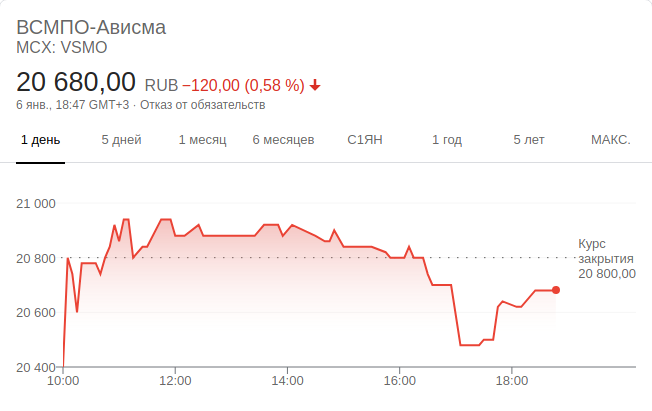 ВСМПО-Ависма
MCX: VSMO
20 680,00 RUB −120,00 (0,58 %)
6 янв., 18:47 GMT+3 · Отказ от обязательств
1 день 5 дней 1 месяц 6 месяцев С1ЯН 1 год 5 лет МАКС.
21 000
Курс
20 800 закрытия
20 800,00
20 600
20 400
10:00 12:00 14:00 16:00 18:00